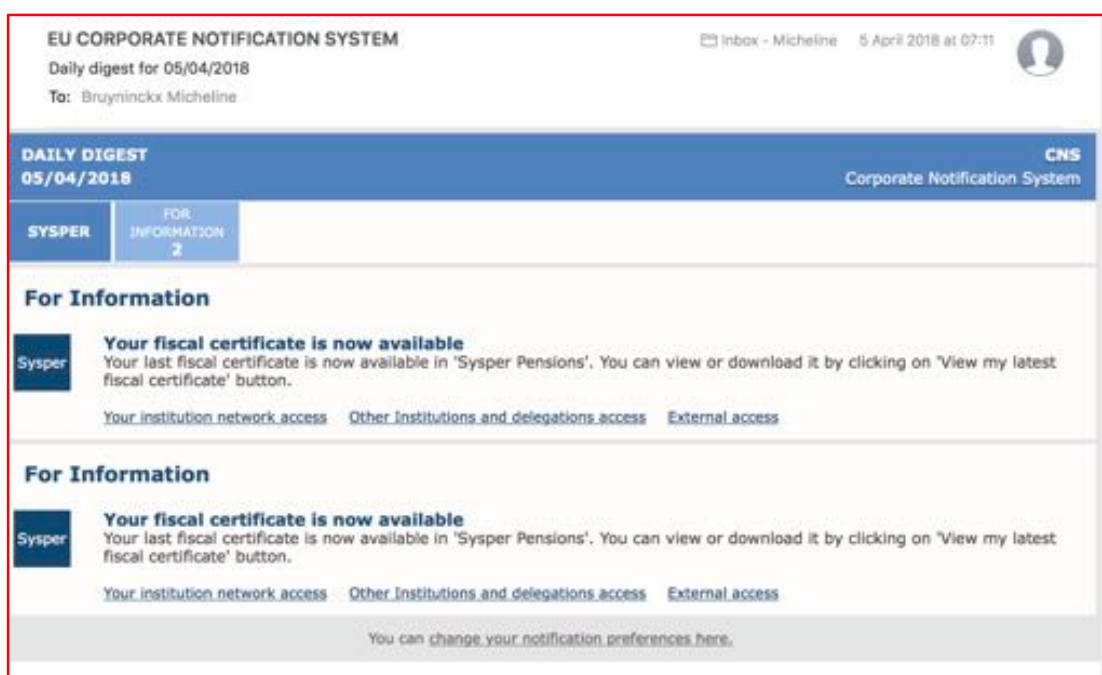 EU CORPORATE NOTIFICATION SYSTEM
Inbox - Micheline 5 April 2018 at 07:11
Daily digest for 05/04/2018
To: Bruyninckx Micheline
DAILY DIGEST
05/04/2018
CNS
Corporate Notification System
SYSPER
FOR
INFORMATION
2
For Information
Sysper
Your fiscal certificate is now available
Your last fiscal certificate is now available in 'Sysper Pensions'. You can view or download it by clicking on 'View my latest
fiscal certificate' button.
Your institution network access Other Institutions and delegations access External access
For Information
Sysper
Your fiscal certificate is now available
Your last fiscal certificate is now available in 'Sysper Pensions'. You can view or download it by clicking on 'View my latest
fiscal certificate' button.
Your institution network access Other Institutions and delegations access External access
You can change your notification preferences here.